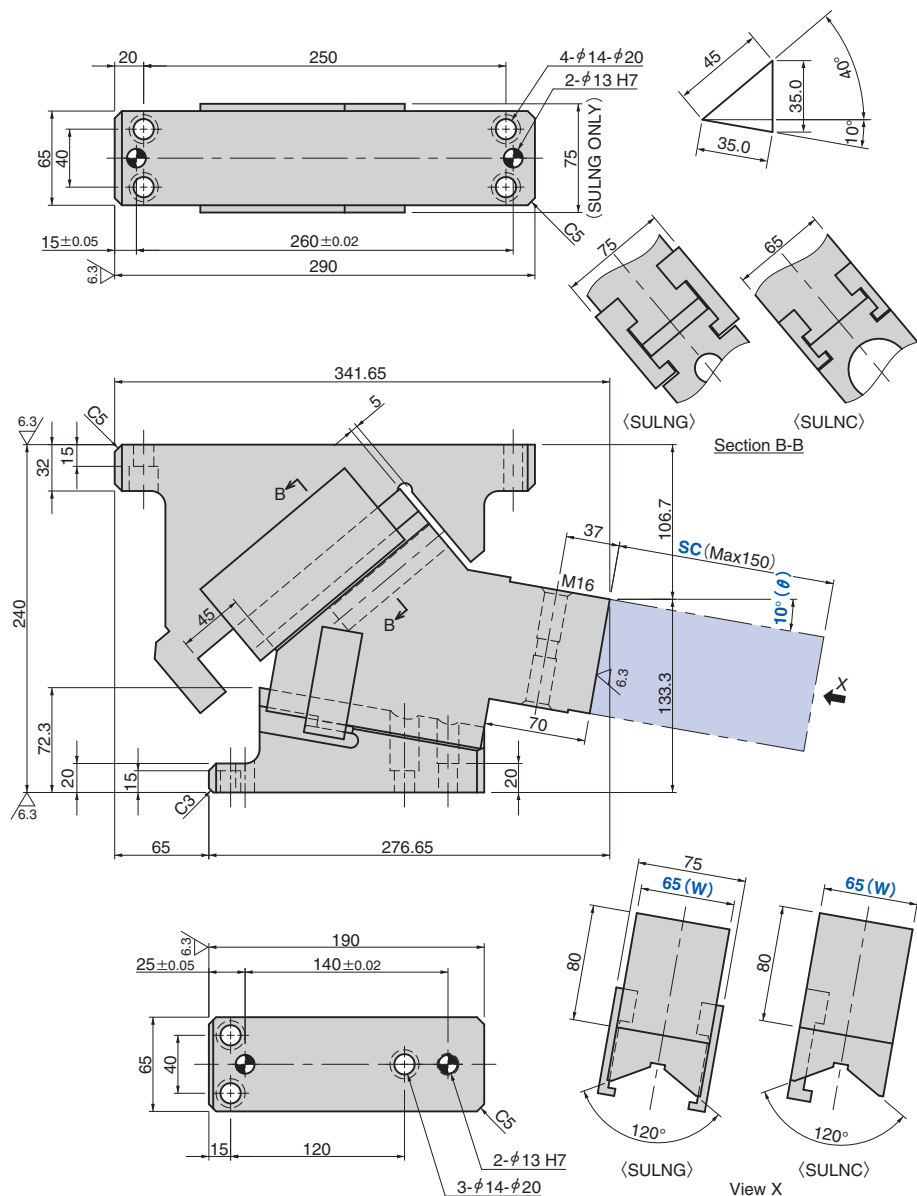 20
250
4-φ14-φ20
2-φ13 H7
65
40
75
(SULNG ONLY)
15±0.05
260±0.02
C5
6.3
290
45
35.0
40°
10°
35.0
75
65
〈SULNG〉
〈SULNC〉
Section B-B
341.65
5
C5
6.3
15
32
B
B
106.7
37
SC(Max150)
M16
10°(θ)
240
45
6.3
133.3
X
72.3
70
20
15
20
C3
6.3
65
276.65
75
65(W)
65(W)
80
80
120°
120°
〈SULNG〉
〈SULNC〉
View X
6.3
190
25±0.05
140±0.02
65
40
C5
15
120
2-φ13 H7
3-φ14-φ20